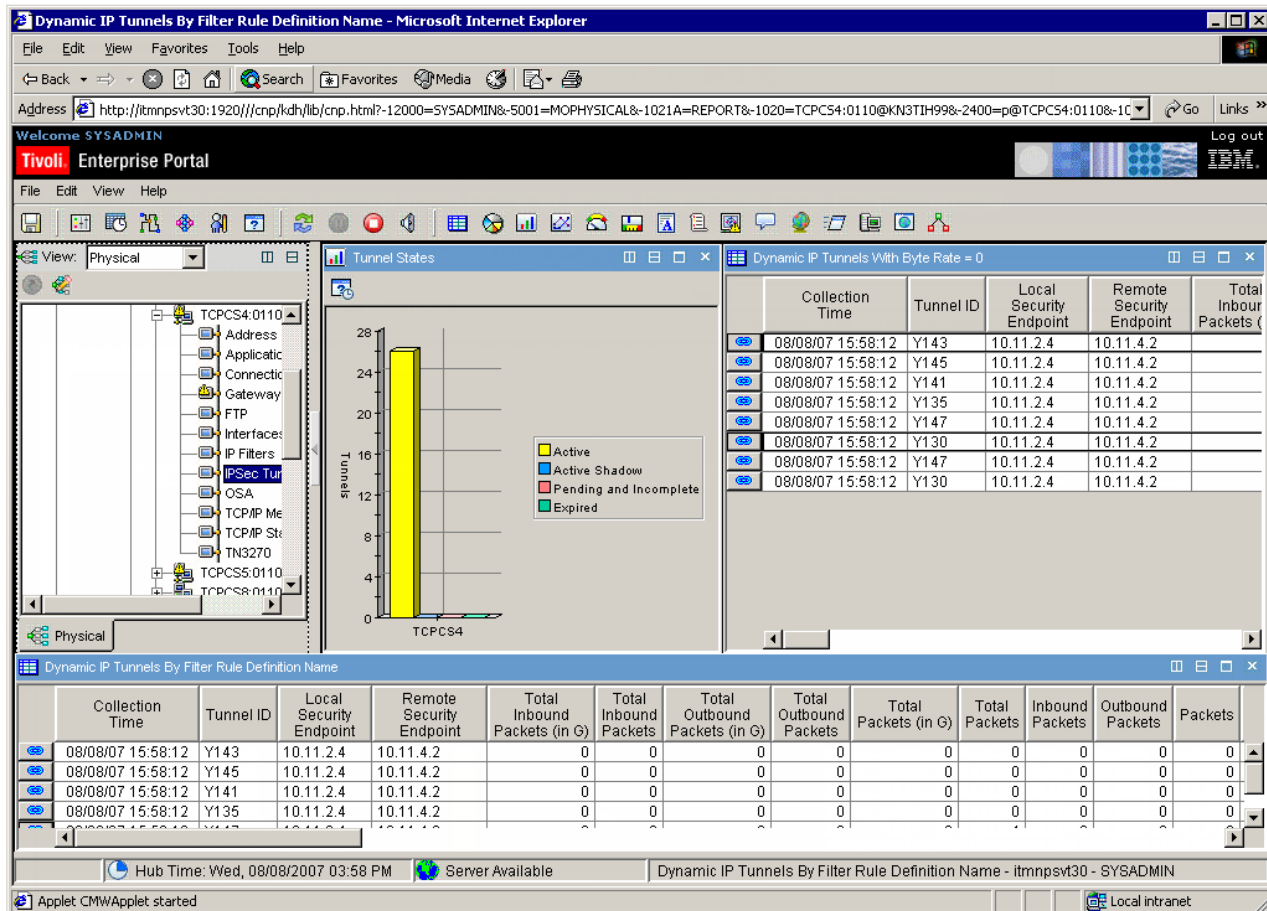 Dynamic IP Tunnels By Filter Rule Definition Name - Microsoft Internet Explorer
File Edit View Favorites Tools Help
Back Search Favorites Media
Address http://itmnpsvt30:1920///cnp/kdh/lib/cnp.html?-12000=SYSADMIN&-5001=MOPHYSICAL&-1021A=REPORT&-1020=TCPCS4:0110@KN3TIH99&-2400=p@TCPCS4:0110&-1C Go Links »
Welcome SYSADMIN Log out
Tivoli. Enterprise Portal IBM.
File Edit View Help
View: Physical
TCPCS4:0110
Address
Applicatic
Connectic
Gateway
FTP
Interfaces
IP Filters
IPSec Tur
OSA
TCP/IP Me
TCP/IP Sta
TN3270
TCPCS5:0110
TCPCS8:0110
Physical
Tunnel States
28
24
20
16
12
8
4
0
Tunnels
TCPCS4
Active
Active Shadow
Pending and Incomplete
Expired
Dynamic IP Tunnels With Byte Rate = 0
Collection Time Tunnel ID Local Security Endpoint Remote Security Endpoint Total Inbour Packets (
08/08/07 15:58:12 Y143 10.11.2.4 10.11.4.2
08/08/07 15:58:12 Y145 10.11.2.4 10.11.4.2
08/08/07 15:58:12 Y141 10.11.2.4 10.11.4.2
08/08/07 15:58:12 Y135 10.11.2.4 10.11.4.2
08/08/07 15:58:12 Y147 10.11.2.4 10.11.4.2
08/08/07 15:58:12 Y130 10.11.2.4 10.11.4.2
08/08/07 15:58:12 Y147 10.11.2.4 10.11.4.2
08/08/07 15:58:12 Y130 10.11.2.4 10.11.4.2
Dynamic IP Tunnels By Filter Rule Definition Name
Collection Time Tunnel ID Local Security Endpoint Remote Security Endpoint Total Inbound Packets (in G) Total Inbound Packets Total Outbound Packets (in G) Total Outbound Packets Total Packets (in G) Total Packets Inbound Packets Outbound Packets Packets
08/08/07 15:58:12 Y143 10.11.2.4 10.11.4.2 0 0 0 0 0 0 0 0 0
08/08/07 15:58:12 Y145 10.11.2.4 10.11.4.2 0 0 0 0 0 0 0 0 0
08/08/07 15:58:12 Y141 10.11.2.4 10.11.4.2 0 0 0 0 0 0 0 0 0
08/08/07 15:58:12 Y135 10.11.2.4 10.11.4.2 0 0 0 0 0 0 0 0 0
Hub Time: Wed, 08/08/2007 03:58 PM Server Available Dynamic IP Tunnels By Filter Rule Definition Name - itmnpsvt30 - SYSADMIN
Applet CMWApplet started Local intranet